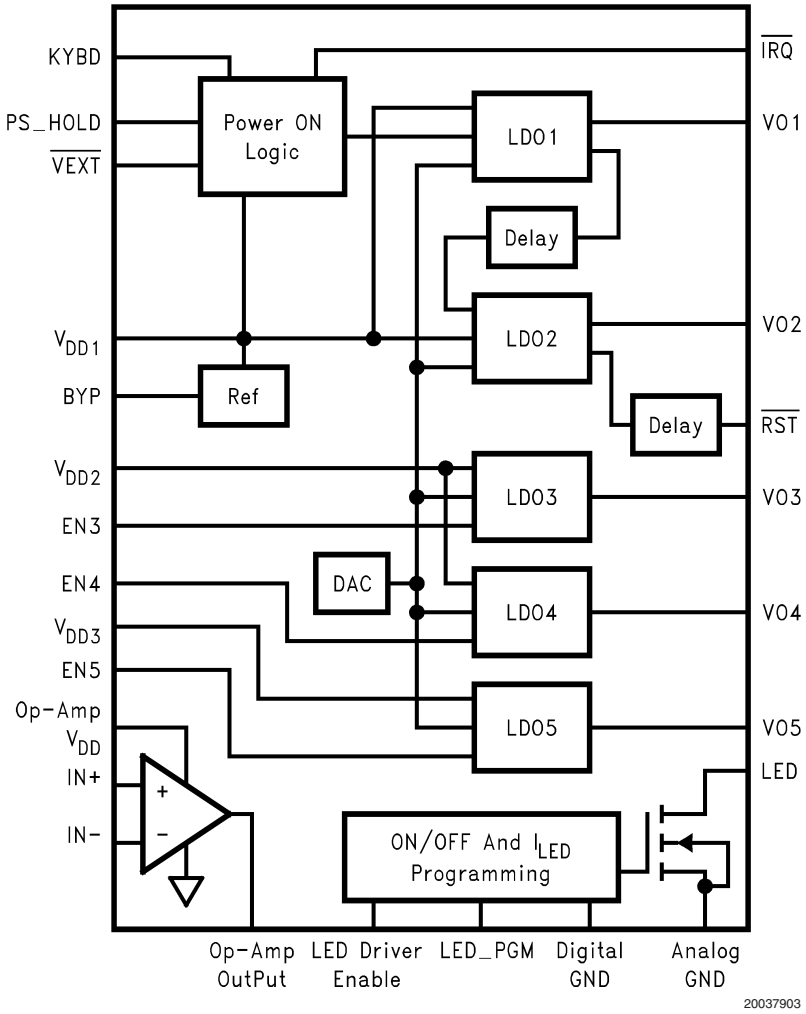 KYBD
PS_HOLD
VEXT
VDD1
BYP
VDD2
EN3
EN4
VDD3
EN5
Op-Amp
VDD
IN+
IN-
Power ON
Logic
Ref
DAC
LDO1
Delay
LDO2
Delay
LDO3
LDO4
LDO5
+
-
ON/OFF And ILED
Programming
IRQ
VO1
VO2
RST
VO3
VO4
VO5
LED
Op-Amp
OutPut
LED Driver
Enable
LED_PGM
Digital
GND
Analog
GND
20037903